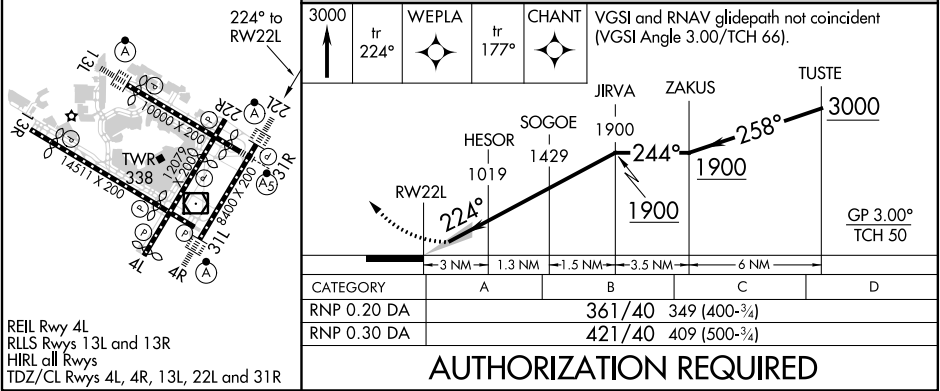 224° to
RW22L
A
13L
P
10000 X 200
22R
P
A
22L
13R
P
14511 X 200
TWR
338
12079
X 200
P
31R
A5
8400 X 200
P
P
P
31L
4L
4R
A
REIL Rwy 4L
RLLS Rwys 13L and 13R
HIRL all Rwys
TDZ/CL Rwys 4L, 4R, 13L, 22L and 31R
3000
tr
224°
WEPLA
tr
177°
CHANT
VGSI and RNAV glidepath not coincident
(VGSI Angle 3.00/TCH 66).
TUSTE
3000
ZAKUS
258°
1900
JIRVA
1900
244°
1900
SOGOE
1429
HESOR
1019
RW22L
224°
GP 3.00°
TCH 50
3 NM
1.3 NM
1.5 NM
3.5 NM
6 NM
CATEGORY A B C D
RNP 0.20 DA 361/40 349 (400-¾)
RNP 0.30 DA 421/40 409 (500-¾)
AUTHORIZATION REQUIRED